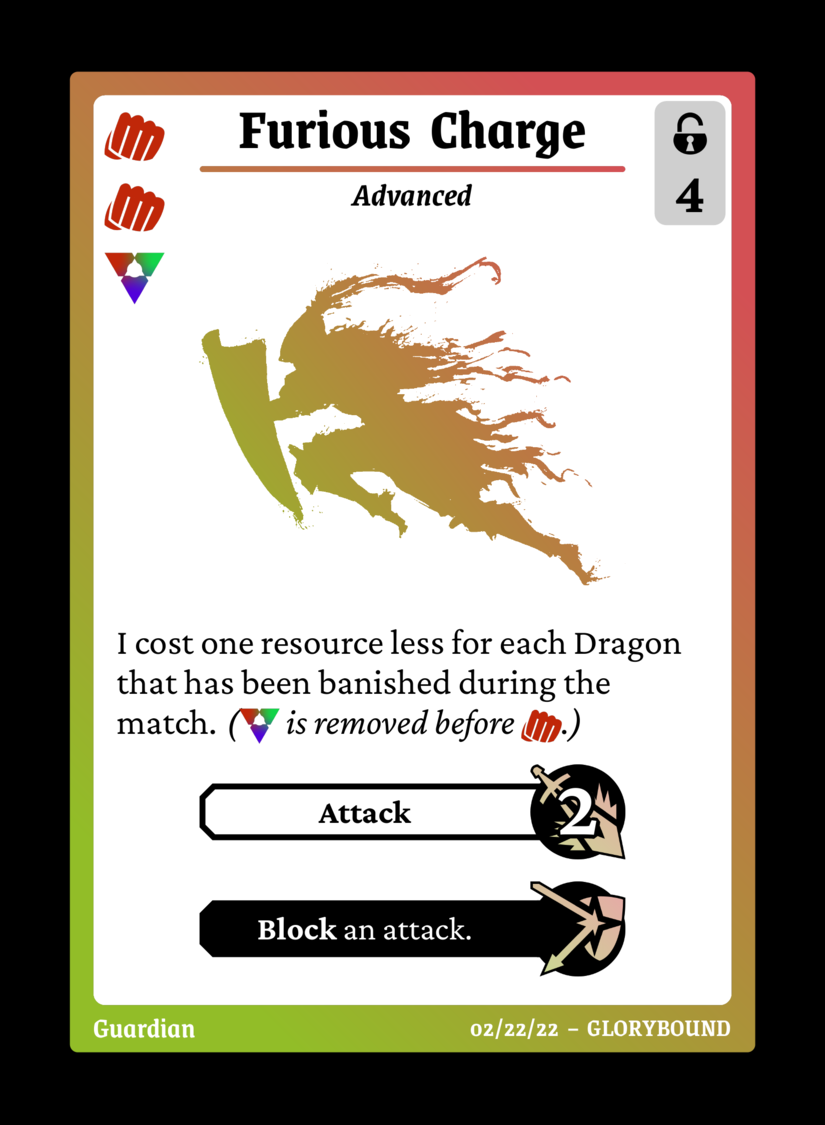 Furious Charge
4
Advanced
I cost one resource less for each Dragon
that has been banished during the
match. ( is removed before .)
Attack
2
Block an attack.
Guardian
02/22/22 – GLORYBOUND